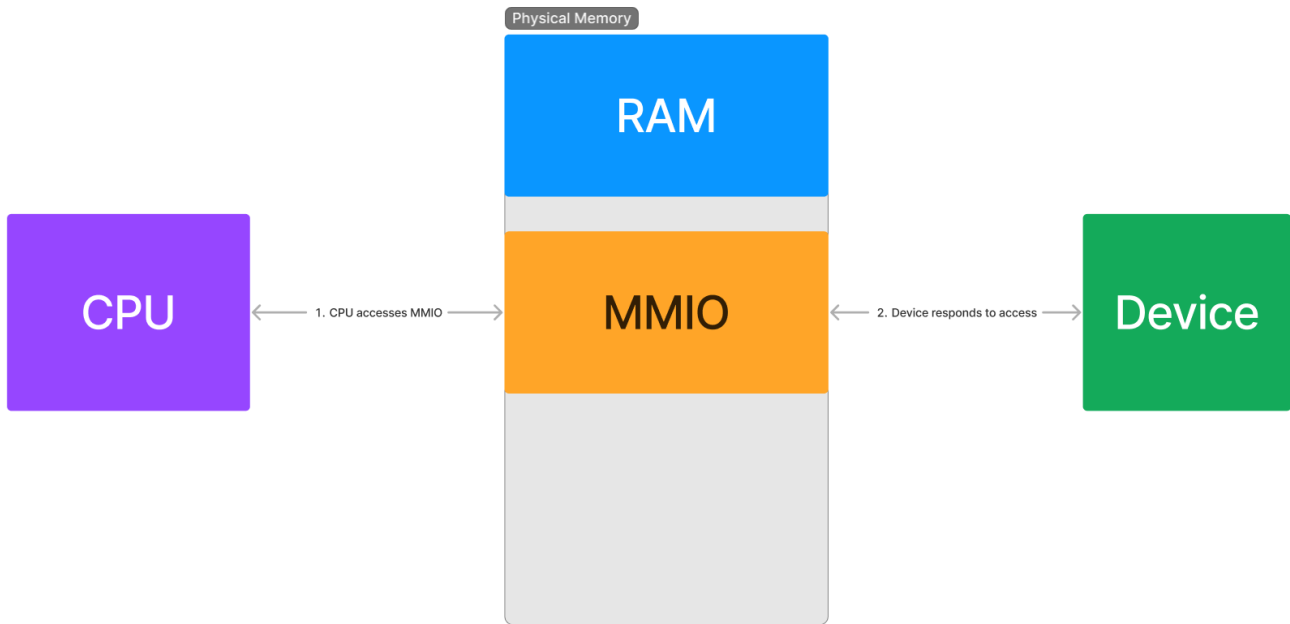 Physical Memory
RAM
CPU
1. CPU accesses MMIO
MMIO
2. Device responds to access
Device